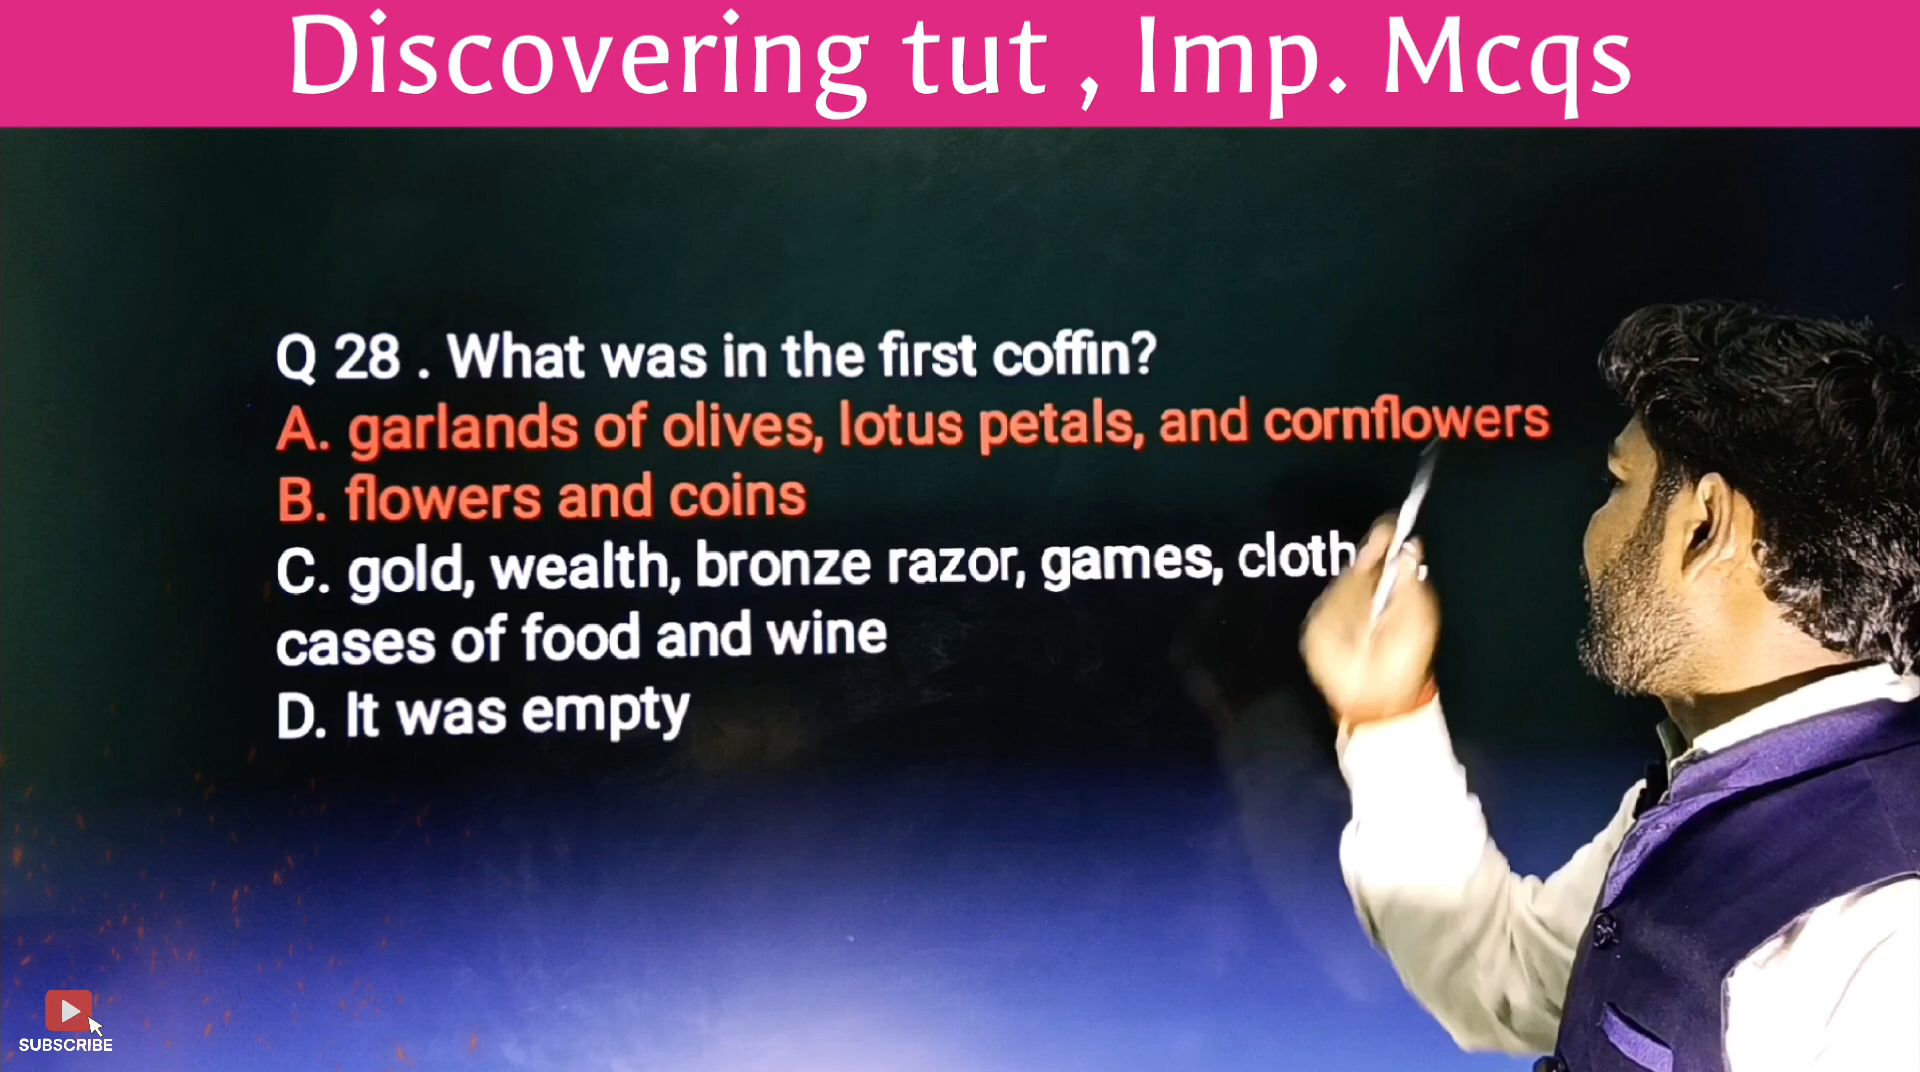 Discovering tut , Imp. Mcqs
Q 28 . What was in the first coffin?
A. garlands of olives, lotus petals, and cornflowers
B. flowers and coins
C. gold, wealth, bronze razor, games,
cases of food and wine
D. It was empty
SUBSCRIBE